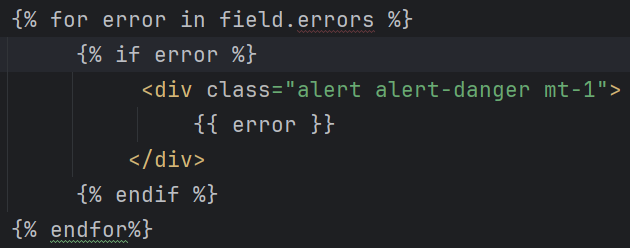 {% for error in field.errors %}
{% if error %}
<div class="alert alert-danger mt-1">
{{ error }}
</div>
{% endif %}
{% endfor%}